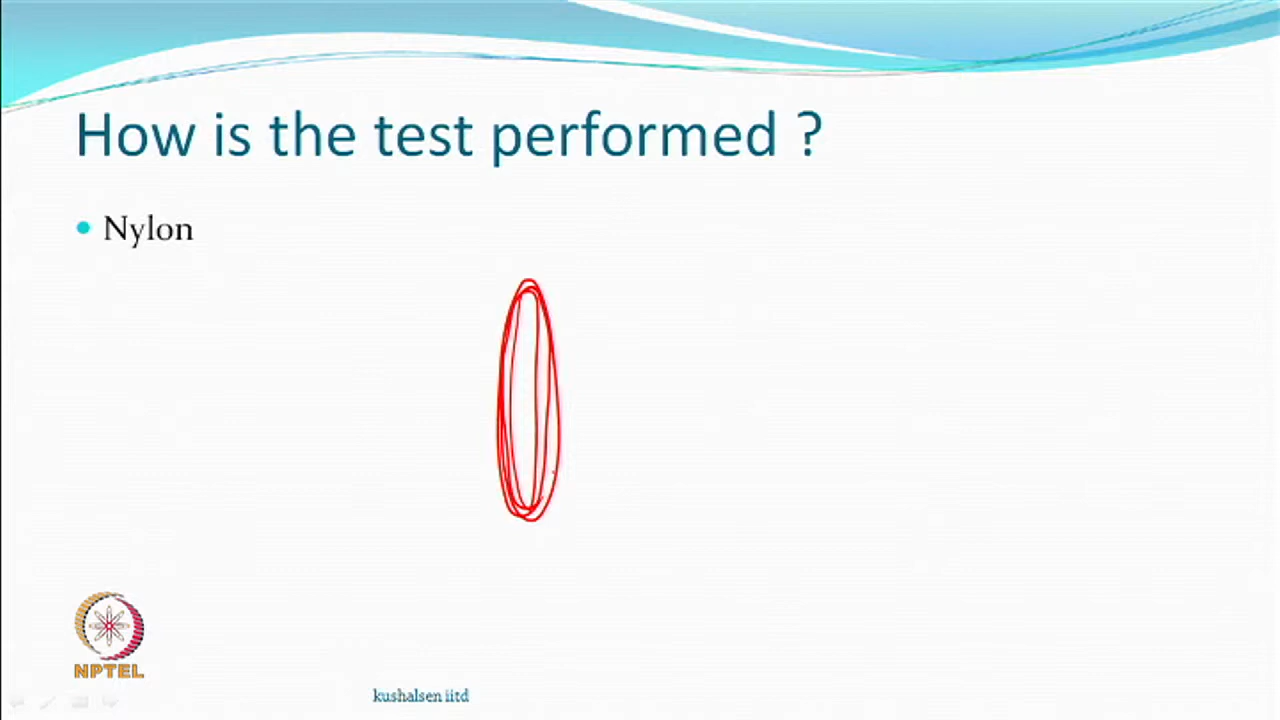 How is the test performed ?
Nylon
NPTEL
kushalsen iitd